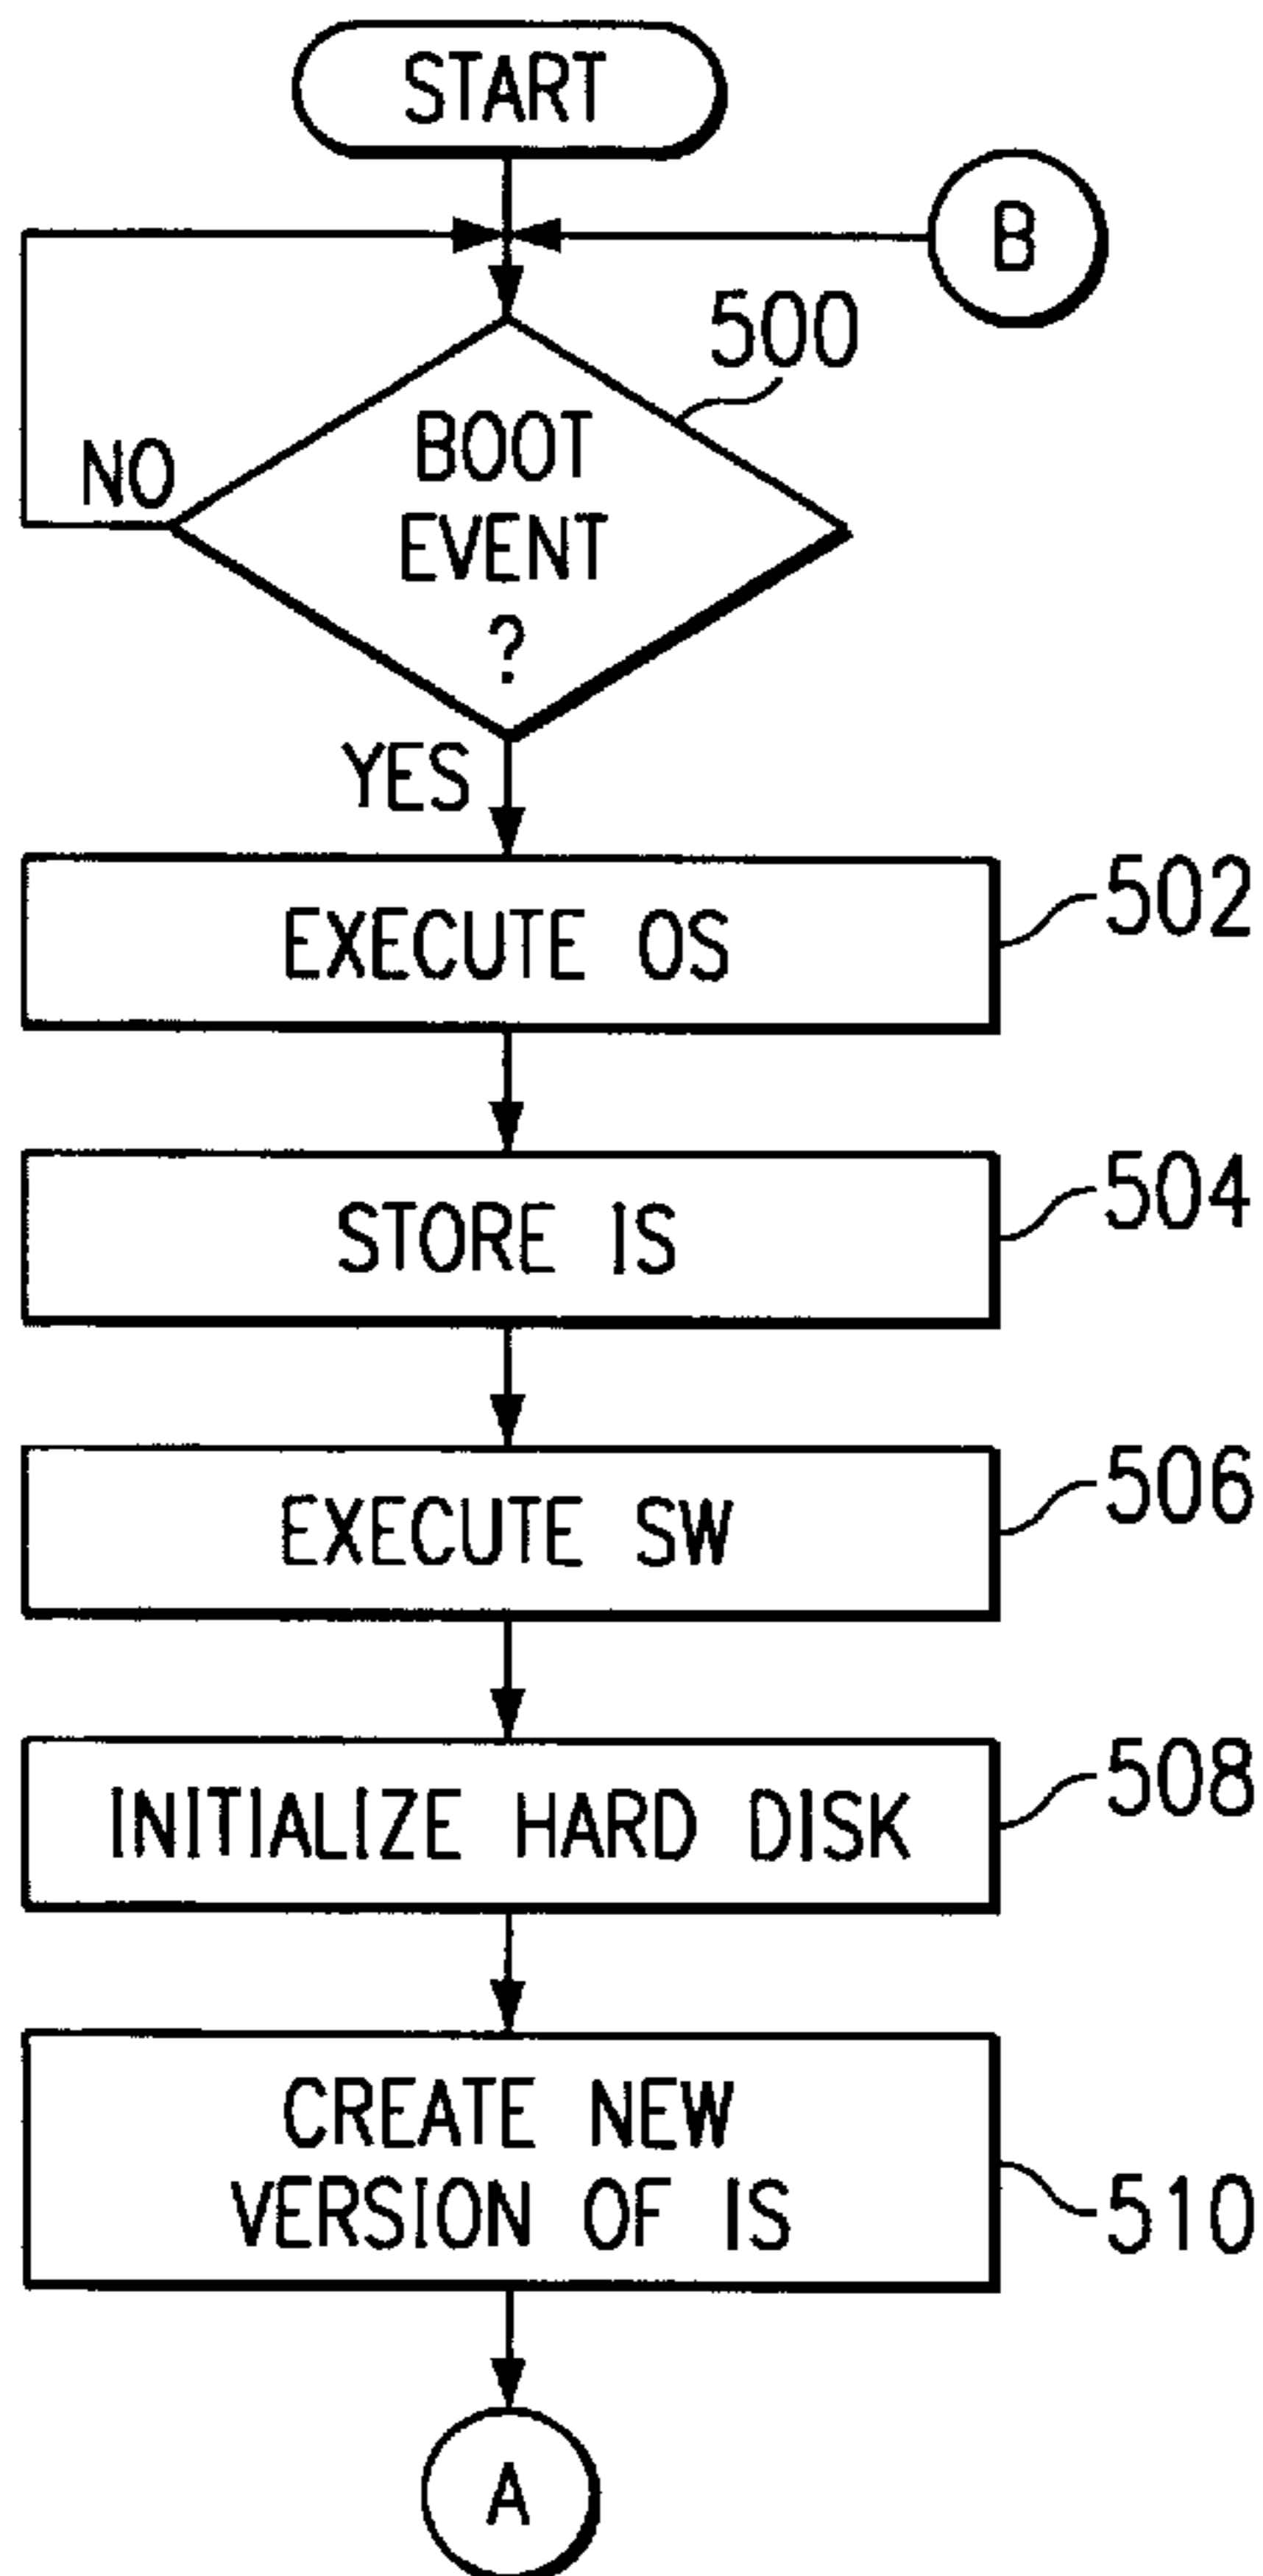 START
B
500
BOOT
EVENT
?
NO
YES
EXECUTE OS
502
STORE IS
504
EXECUTE SW
506
INITIALIZE HARD DISK
508
CREATE NEW
VERSION OF IS
510
A